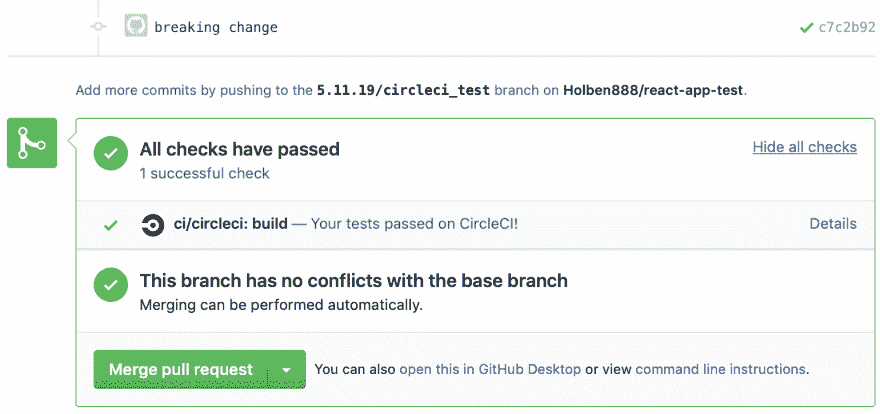 breaking change c7c2b92
Add more commits by pushing to the 5.11.19/circleci_test branch on Holben888/react-app-test.
All checks have passed Hide all checks
1 successful check
ci/circleci: build — Your tests passed on CircleCI! Details
This branch has no conflicts with the base branch
Merging can be performed automatically.
Merge pull request You can also open this in GitHub Desktop or view command line instructions.